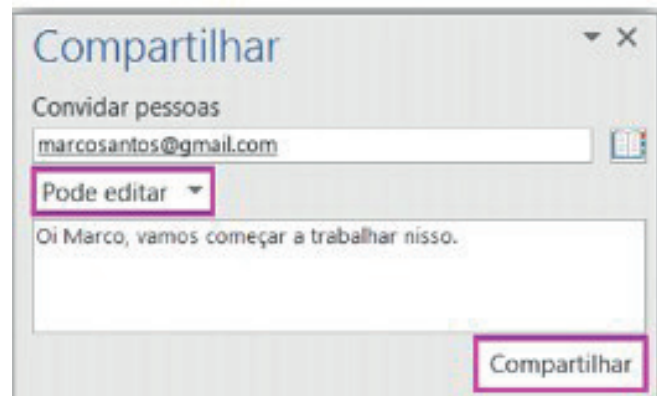 Compartilhar
Convidar pessoas
marcosantos@gmail.com
Pode editar
Oi Marco, vamos começar a trabalhar nisso.
Compartilhar